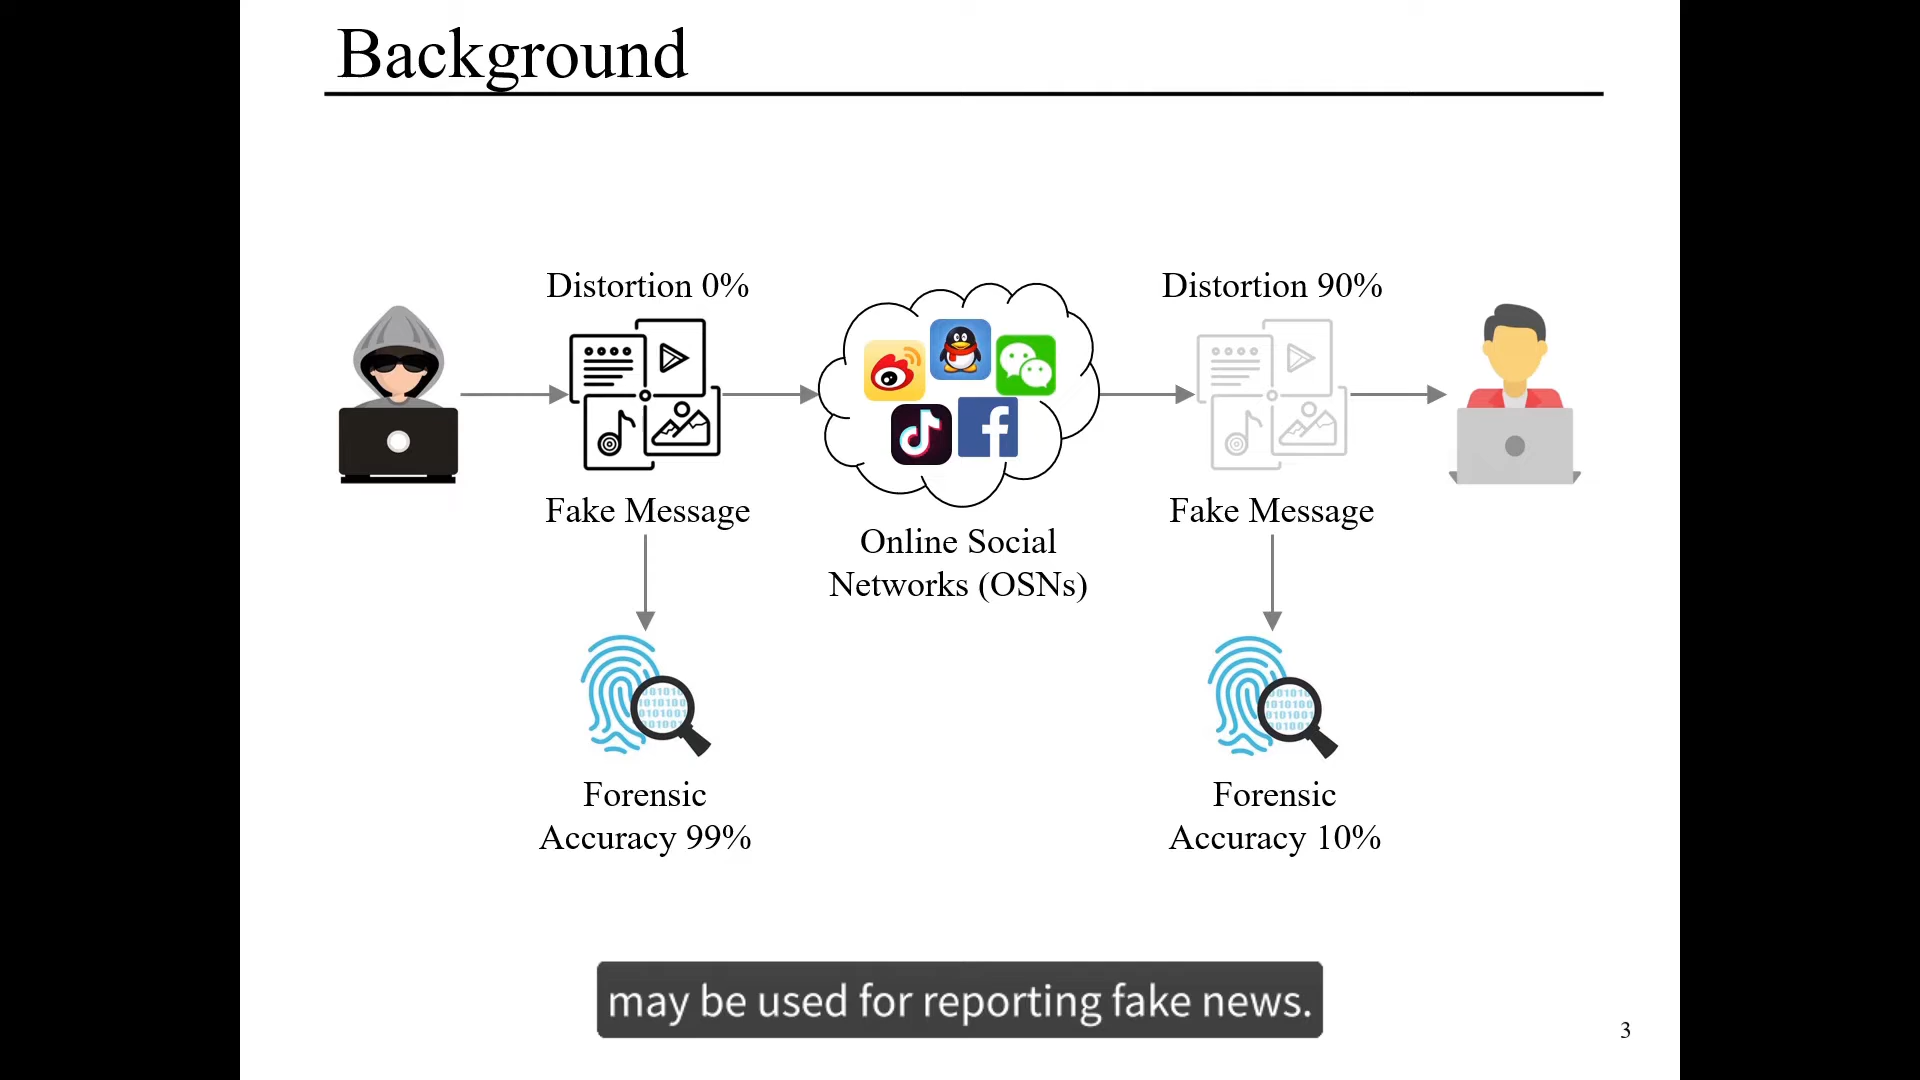 Background
Distortion 0%
Distortion 90%
Fake Message
Online Social
Networks (OSNs)
Fake Message
Forensic
Accuracy 99%
Forensic
Accuracy 10%
may be used for reporting fake news.
3